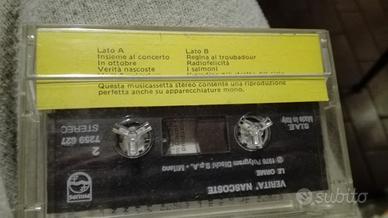 Lato A
Insieme al concerto
In ottobre
Verità nascoste
Lato B
Regina al troubadour
Radiofelicità
I salmoni
Questa musicassetta stereo consente una riproduzione
perfetta anche su apparecchiature mono.
VERITA' NASCOSTE
LE ORME
℗ 1976 Polygram Dischi S.p.A. - Milano
S.I.A.E.
Made in Italy
2
7259 627
STEREO
PHILIPS
subito